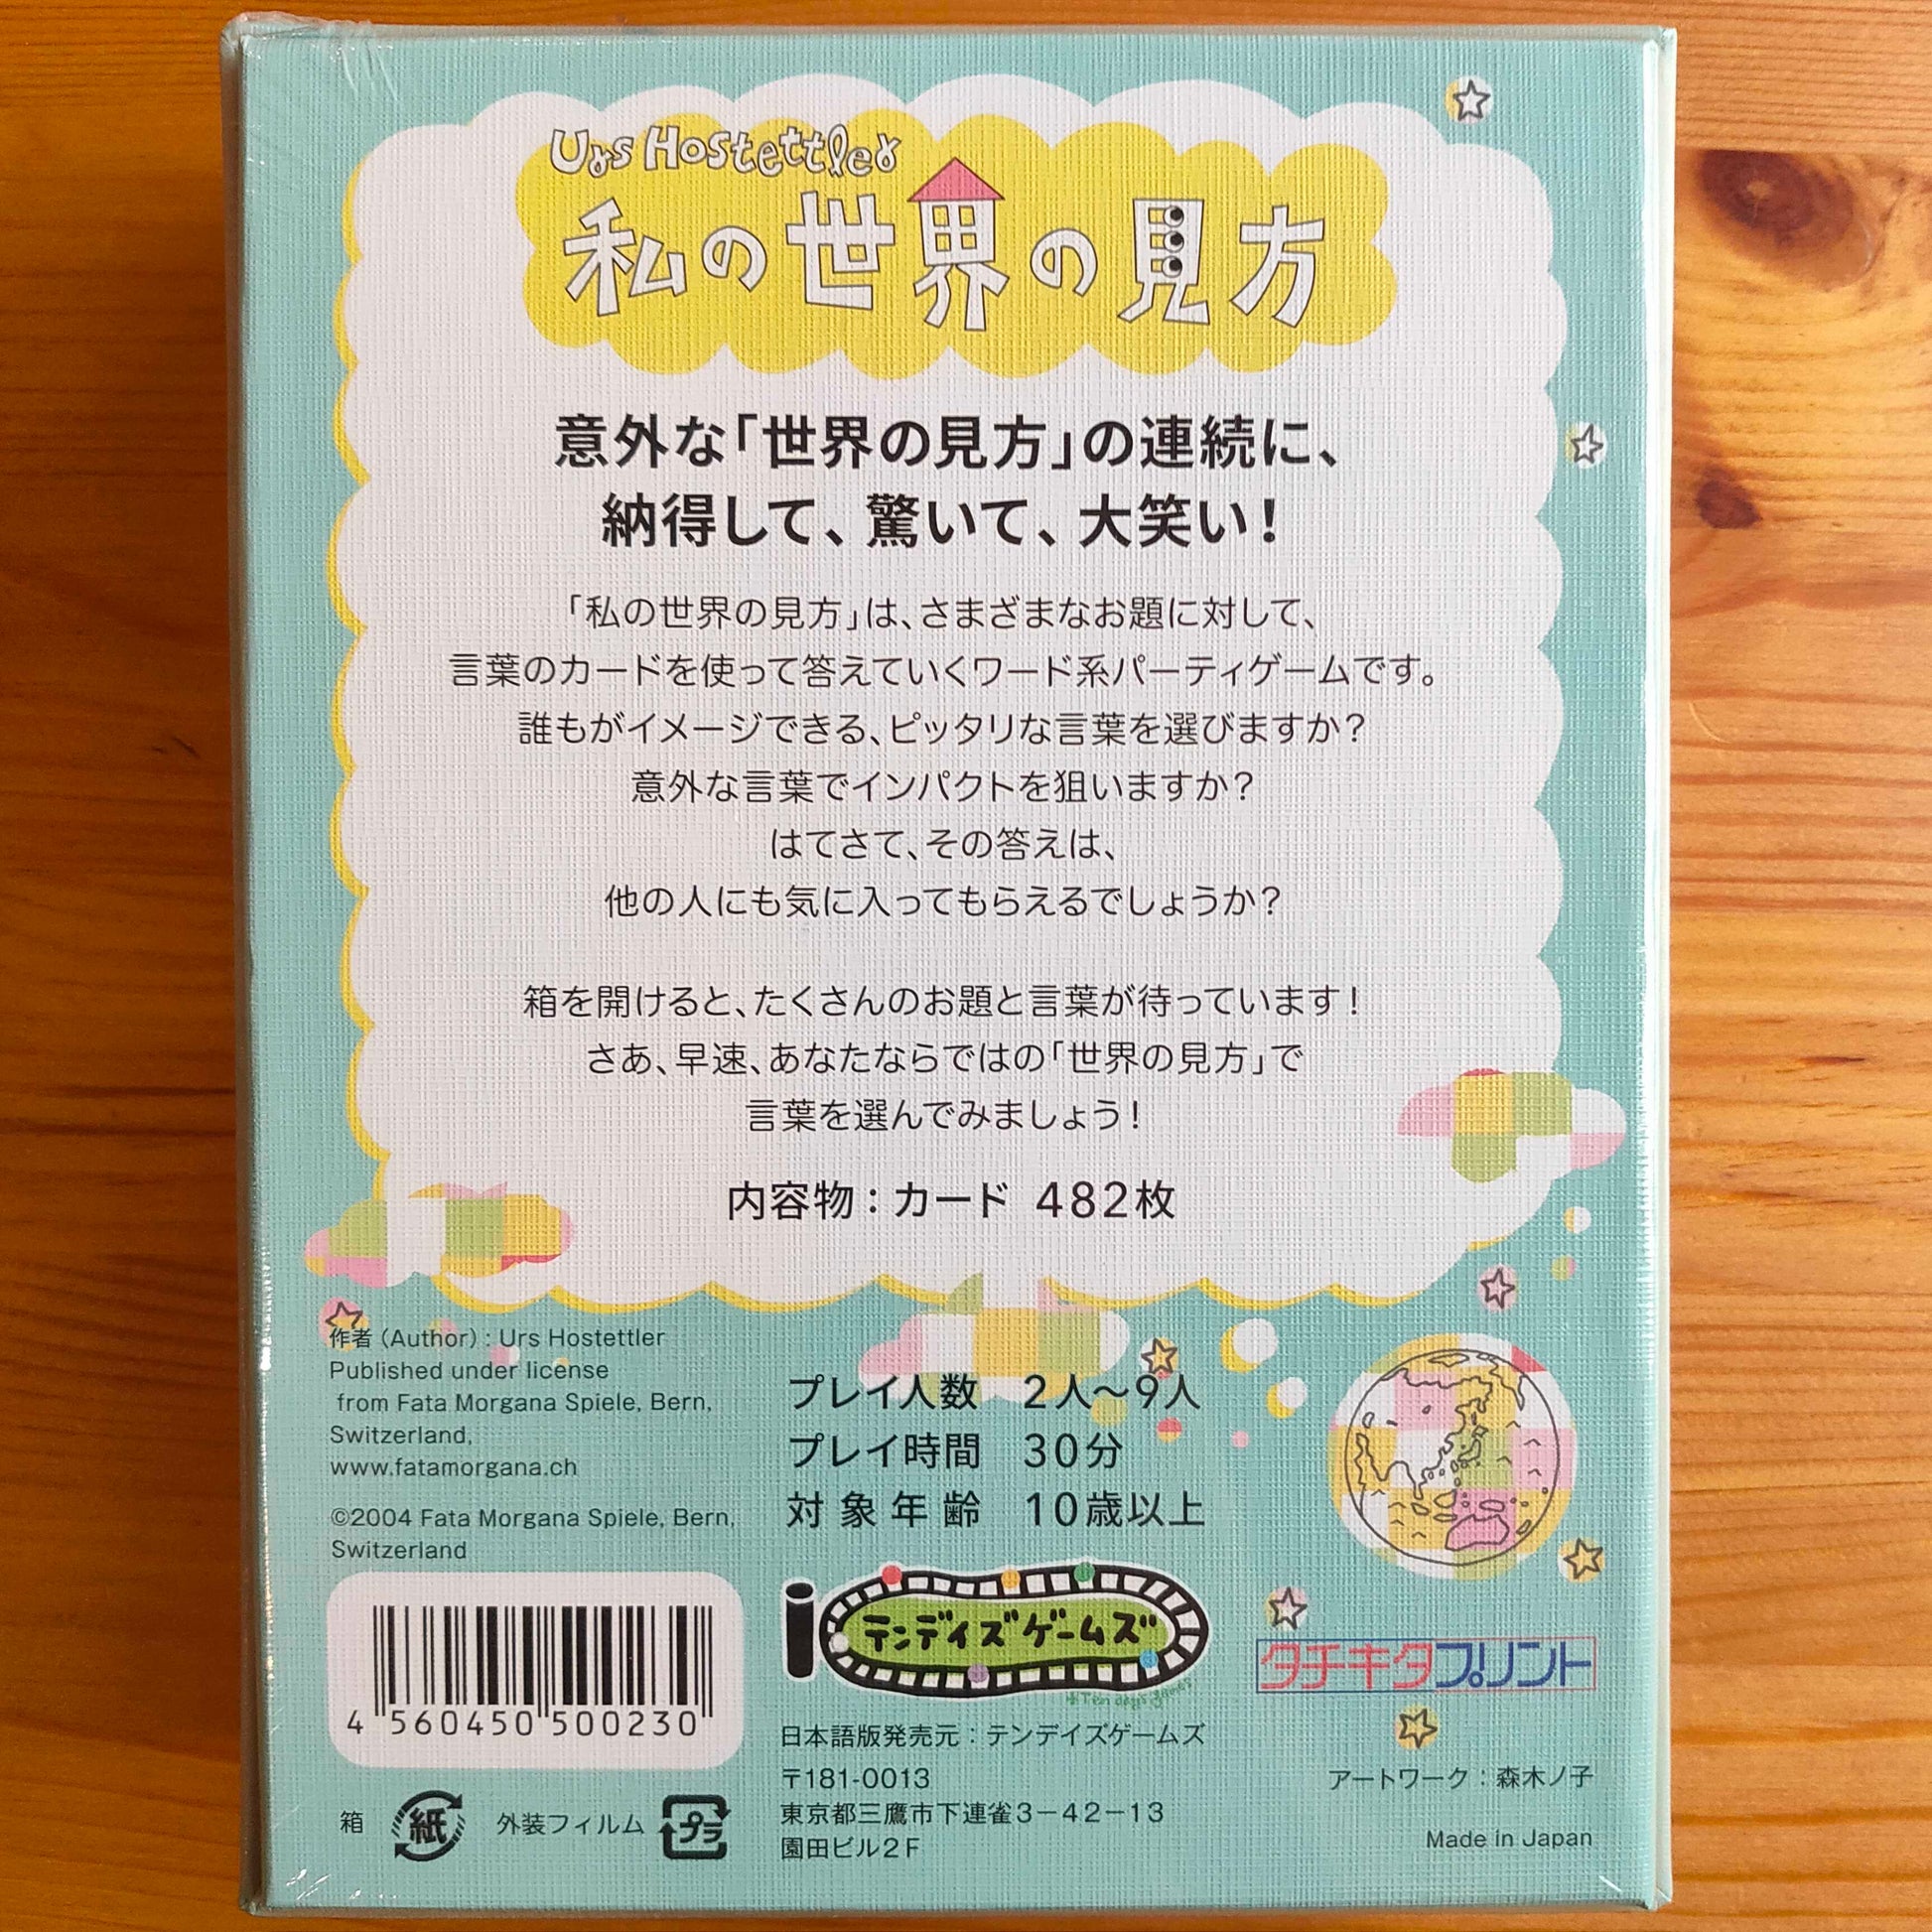 Urs Hostettler
私の世界の見方
意外な「世界の見方」の連続に、
納得して、驚いて、大笑い！
「私の世界の見方」は、さまざまなお題に対して、
言葉のカードを使って答えていくワード系パーティゲームです。
誰もがイメージできる、ピッタリな言葉を選びますか？
意外な言葉でインパクトを狙いますか？
はてさて、その答えは、
他の人にも気に入ってもらえるでしょうか？
箱を開けると、たくさんのお題と言葉が待っています！
さあ、早速、あなたならではの「世界の見方」で
言葉を選んでみましょう！
内容物：カード 482枚
作者（Author）: Urs Hostettler
Published under license
from Fata Morgana Spiele, Bern,
Switzerland,
www.fatamorgana.ch
©2004 Fata Morgana Spiele, Bern,
Switzerland
プレイ人数 2人～9人
プレイ時間 30分
対象年齢 10歳以上
テンデイズゲームズ
Ten days games
タチキタプリント
4 560450 500230
日本語版発売元：テンデイズゲームズ
〒181-0013
東京都三鷹市下連雀3－42－13
園田ビル2F
アートワーク：森木ノ子
Made in Japan
箱 紙 外装フィルム プラ